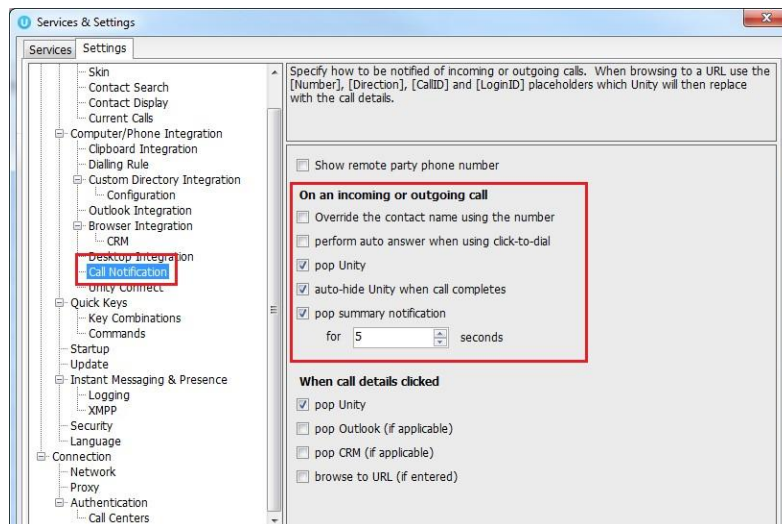 Services & Settings
Services
Settings
Skin
Contact Search
Contact Display
Current Calls
Computer/Phone Integration
Clipboard Integration
Dialling Rule
Custom Directory Integration
Configuration
Outlook Integration
Browser Integration
CRM
Desktop Integration
Call Notification
Unity Connect
Quick Keys
Key Combinations
Commands
Startup
Update
Instant Messaging & Presence
Logging
XMPP
Security
Language
Connection
Network
Proxy
Authentication
Call Centers
Specify how to be notified of incoming or outgoing calls. When browsing to a URL use the
[Number], [Direction], [CallID] and [LoginID] placeholders which Unity will then replace
with the call details.
Show remote party phone number
On an incoming or outgoing call
Override the contact name using the number
perform auto answer when using click-to-dial
pop Unity
auto-hide Unity when call completes
pop summary notification
for 5 seconds
When call details clicked
pop Unity
pop Outlook (if applicable)
pop CRM (if applicable)
browse to URL (if entered)